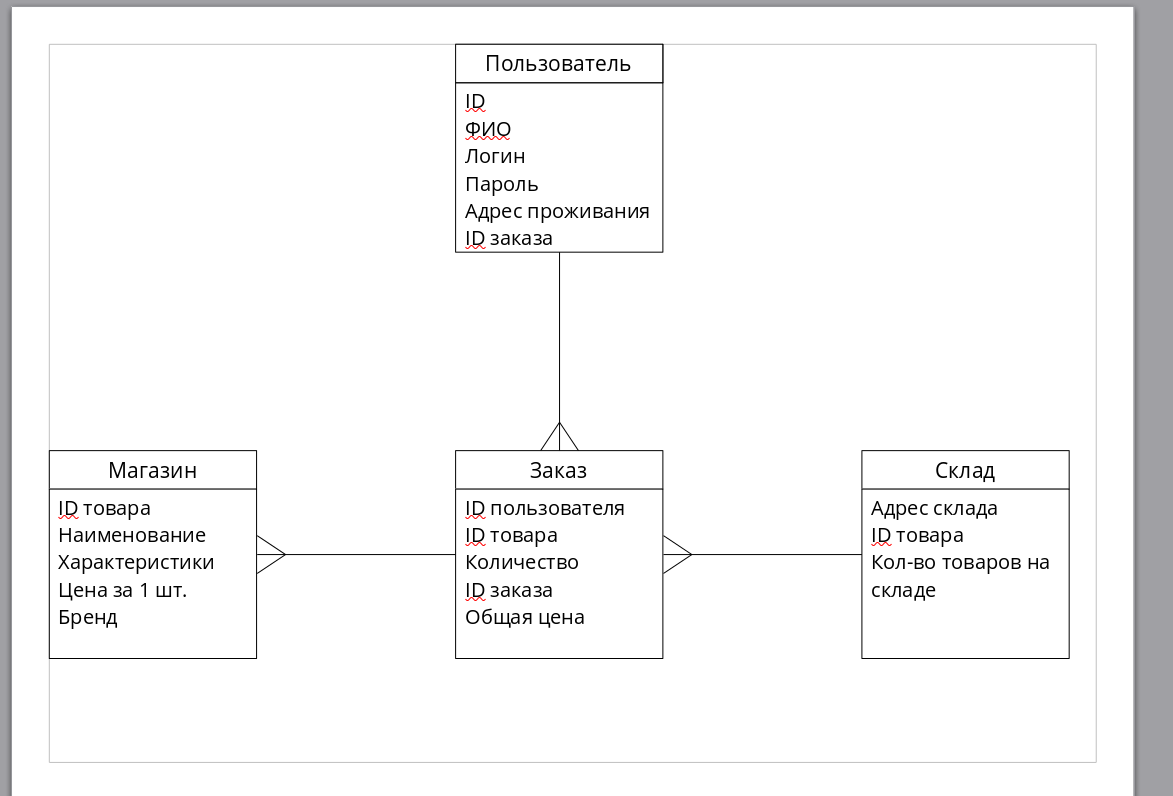 Пользователь
ID
ФИО
Логин
Пароль
Адрес проживания
ID заказа
Магазин
ID товара
Наименование
Характеристики
Цена за 1 шт.
Бренд
Заказ
ID пользователя
ID товара
Количество
ID заказа
Общая цена
Склад
Адрес склада
ID товара
Кол-во товаров на
складе